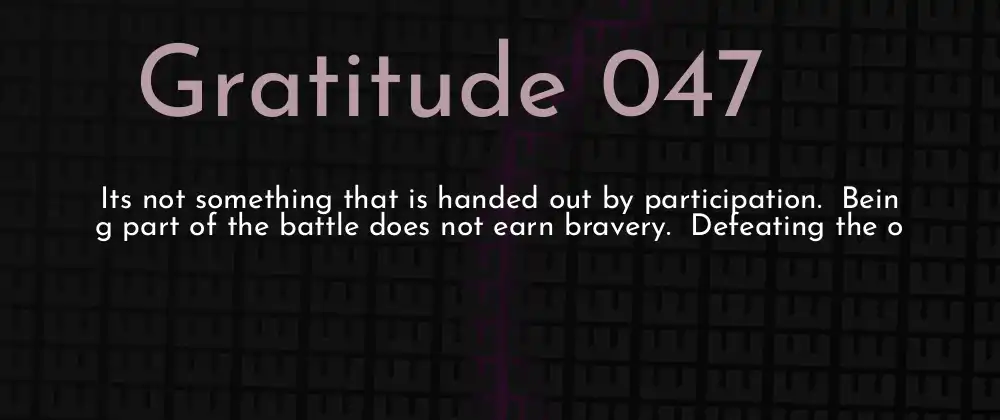 Gratitude 047
Its not something that is handed out by participation.  Bein
g part of the battle does not earn bravery.  Defeating the o